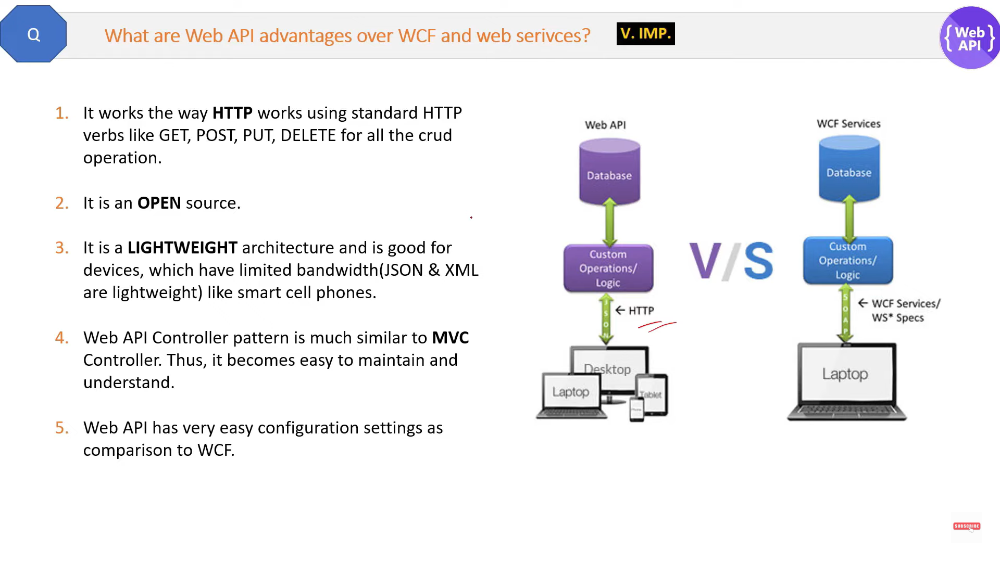 Q
What are Web API advantages over WCF and web serivces?
V. IMP.
{Web
API}
1. It works the way HTTP works using standard HTTP
verbs like GET, POST, PUT, DELETE for all the crud
operation.
2. It is an OPEN source.
3. It is a LIGHTWEIGHT architecture and is good for
devices, which have limited bandwidth(JSON & XML
are lightweight) like smart cell phones.
4. Web API Controller pattern is much similar to MVC
Controller. Thus, it becomes easy to maintain and
understand.
5. Web API has very easy configuration settings as
comparison to WCF.
Web API
Database
Custom
Operations/
Logic
JSON
← HTTP
Desktop
Laptop
Tablet
Phone
V/S
WCF Services
Database
Custom
Operations/
Logic
SOAP
← WCF Services/
WS* Specs
Laptop
SUBSCRIBE